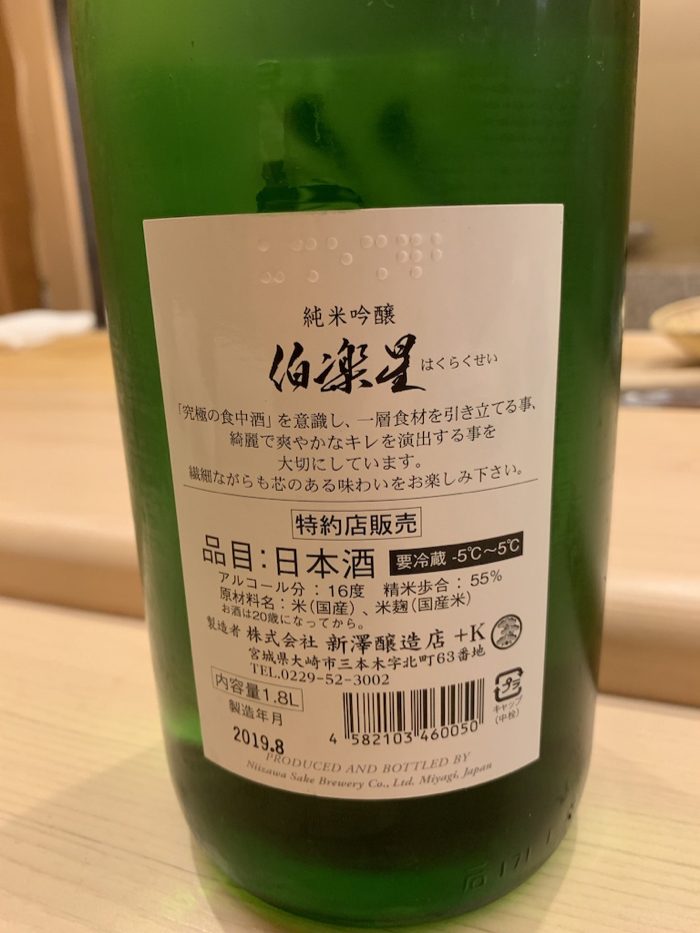 純米吟醸
伯楽星 はくらくせい
「究極の食中酒」を意識し、一層食材を引き立てる事、
綺麗で爽やかなキレを演出する事を
大切にしています。
繊細ながらも芯のある味わいをお楽しみ下さい。
特約店販売
品目:日本酒 要冷蔵 -5℃〜5℃
アルコール分:16度 精米歩合:55%
原材料名:米(国産)、米麹(国産米)
お酒は20歳になってから。
製造者 株式会社 新澤醸造店 +K
宮城県大崎市三本木字北町63番地
TEL.0229-52-3002
内容量1.8L
製造年月
2019.8
4 582103 460050
プラ
キャップ
(中栓)
PRODUCED AND BOTTLED BY
Niizawa Sake Brewery Co., Ltd. Miyagi, Japan